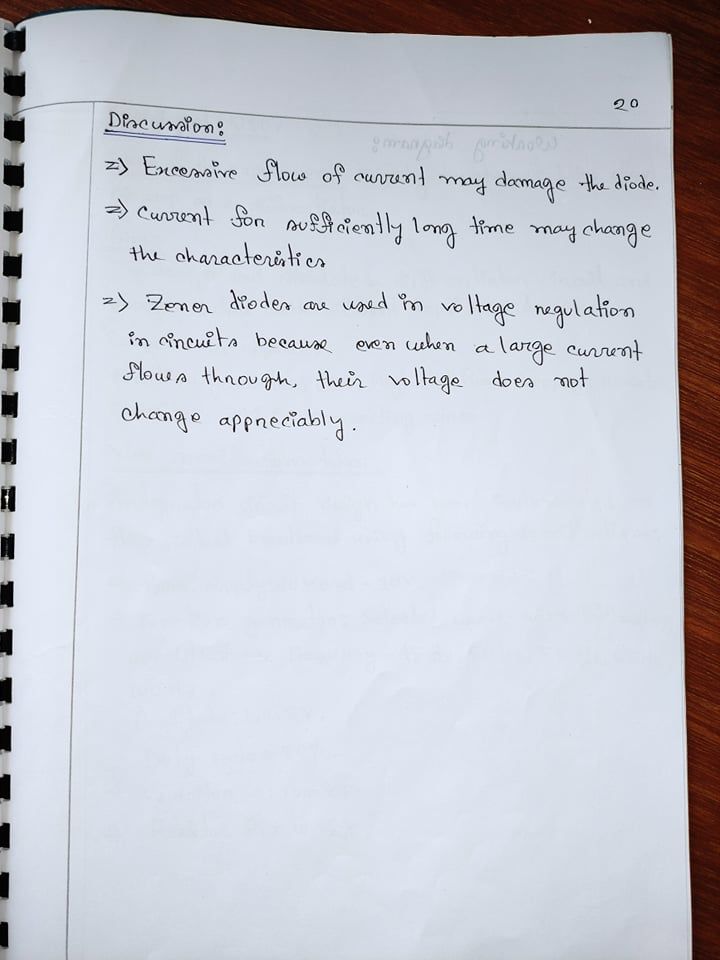 20
Discussion:
=> Excessive flow of current may damage the diode.
=> Current for sufficiently long time may change
the characteristics
=> Zener diodes are used in voltage regulation
in circuits because even when a large current
flows through, their voltage does not
change appreciably.